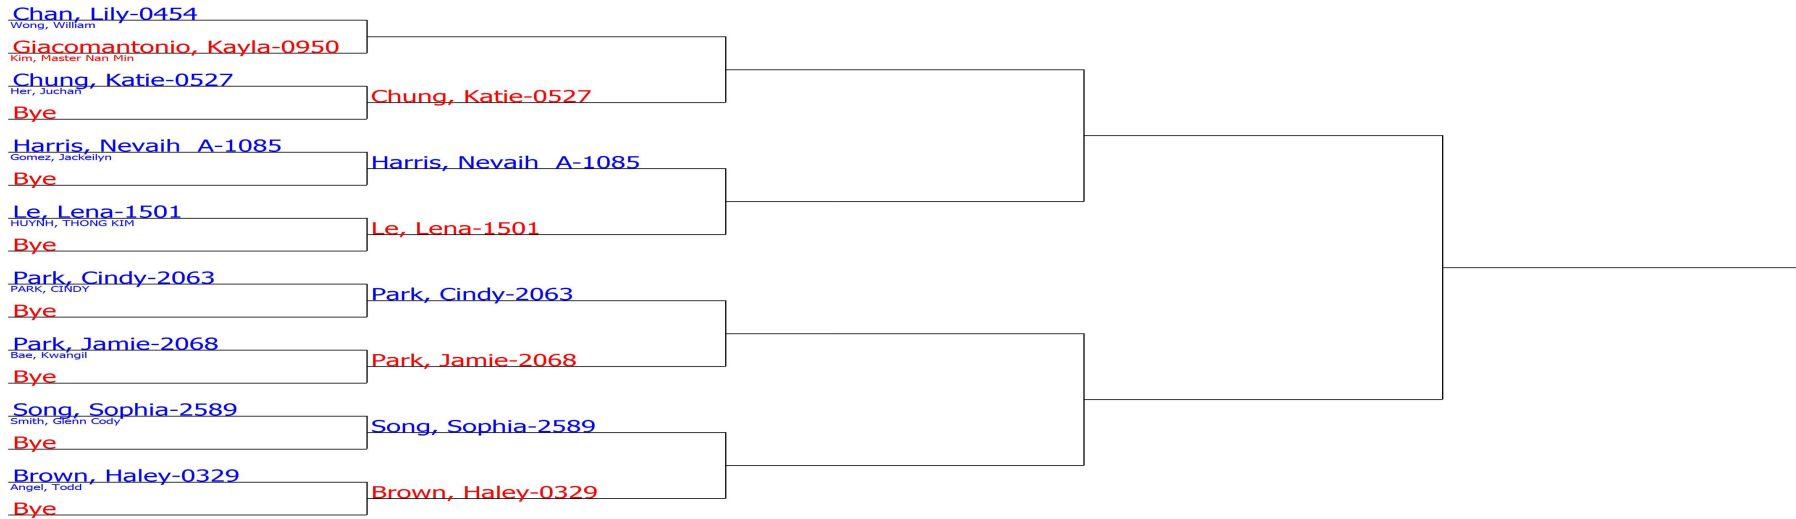 Chan, Lily-0454
Wong, William
Giacomantonio, Kayla-0950
Kim, Master Nan Min
Chung, Katie-0527
Her, Juchan
Chung, Katie-0527
Bye
Harris, Nevaih  A-1085
Gomez, Jackeilyn
Harris, Nevaih  A-1085
Bye
Le, Lena-1501
HUYNH, THONG KIM
Le, Lena-1501
Bye
Park, Cindy-2063
PARK, CINDY
Park, Cindy-2063
Bye
Park, Jamie-2068
Bae, Kwangil
Park, Jamie-2068
Bye
Song, Sophia-2589
Smith, Glenn Cody
Song, Sophia-2589
Bye
Brown, Haley-0329
Angel, Todd
Brown, Haley-0329
Bye